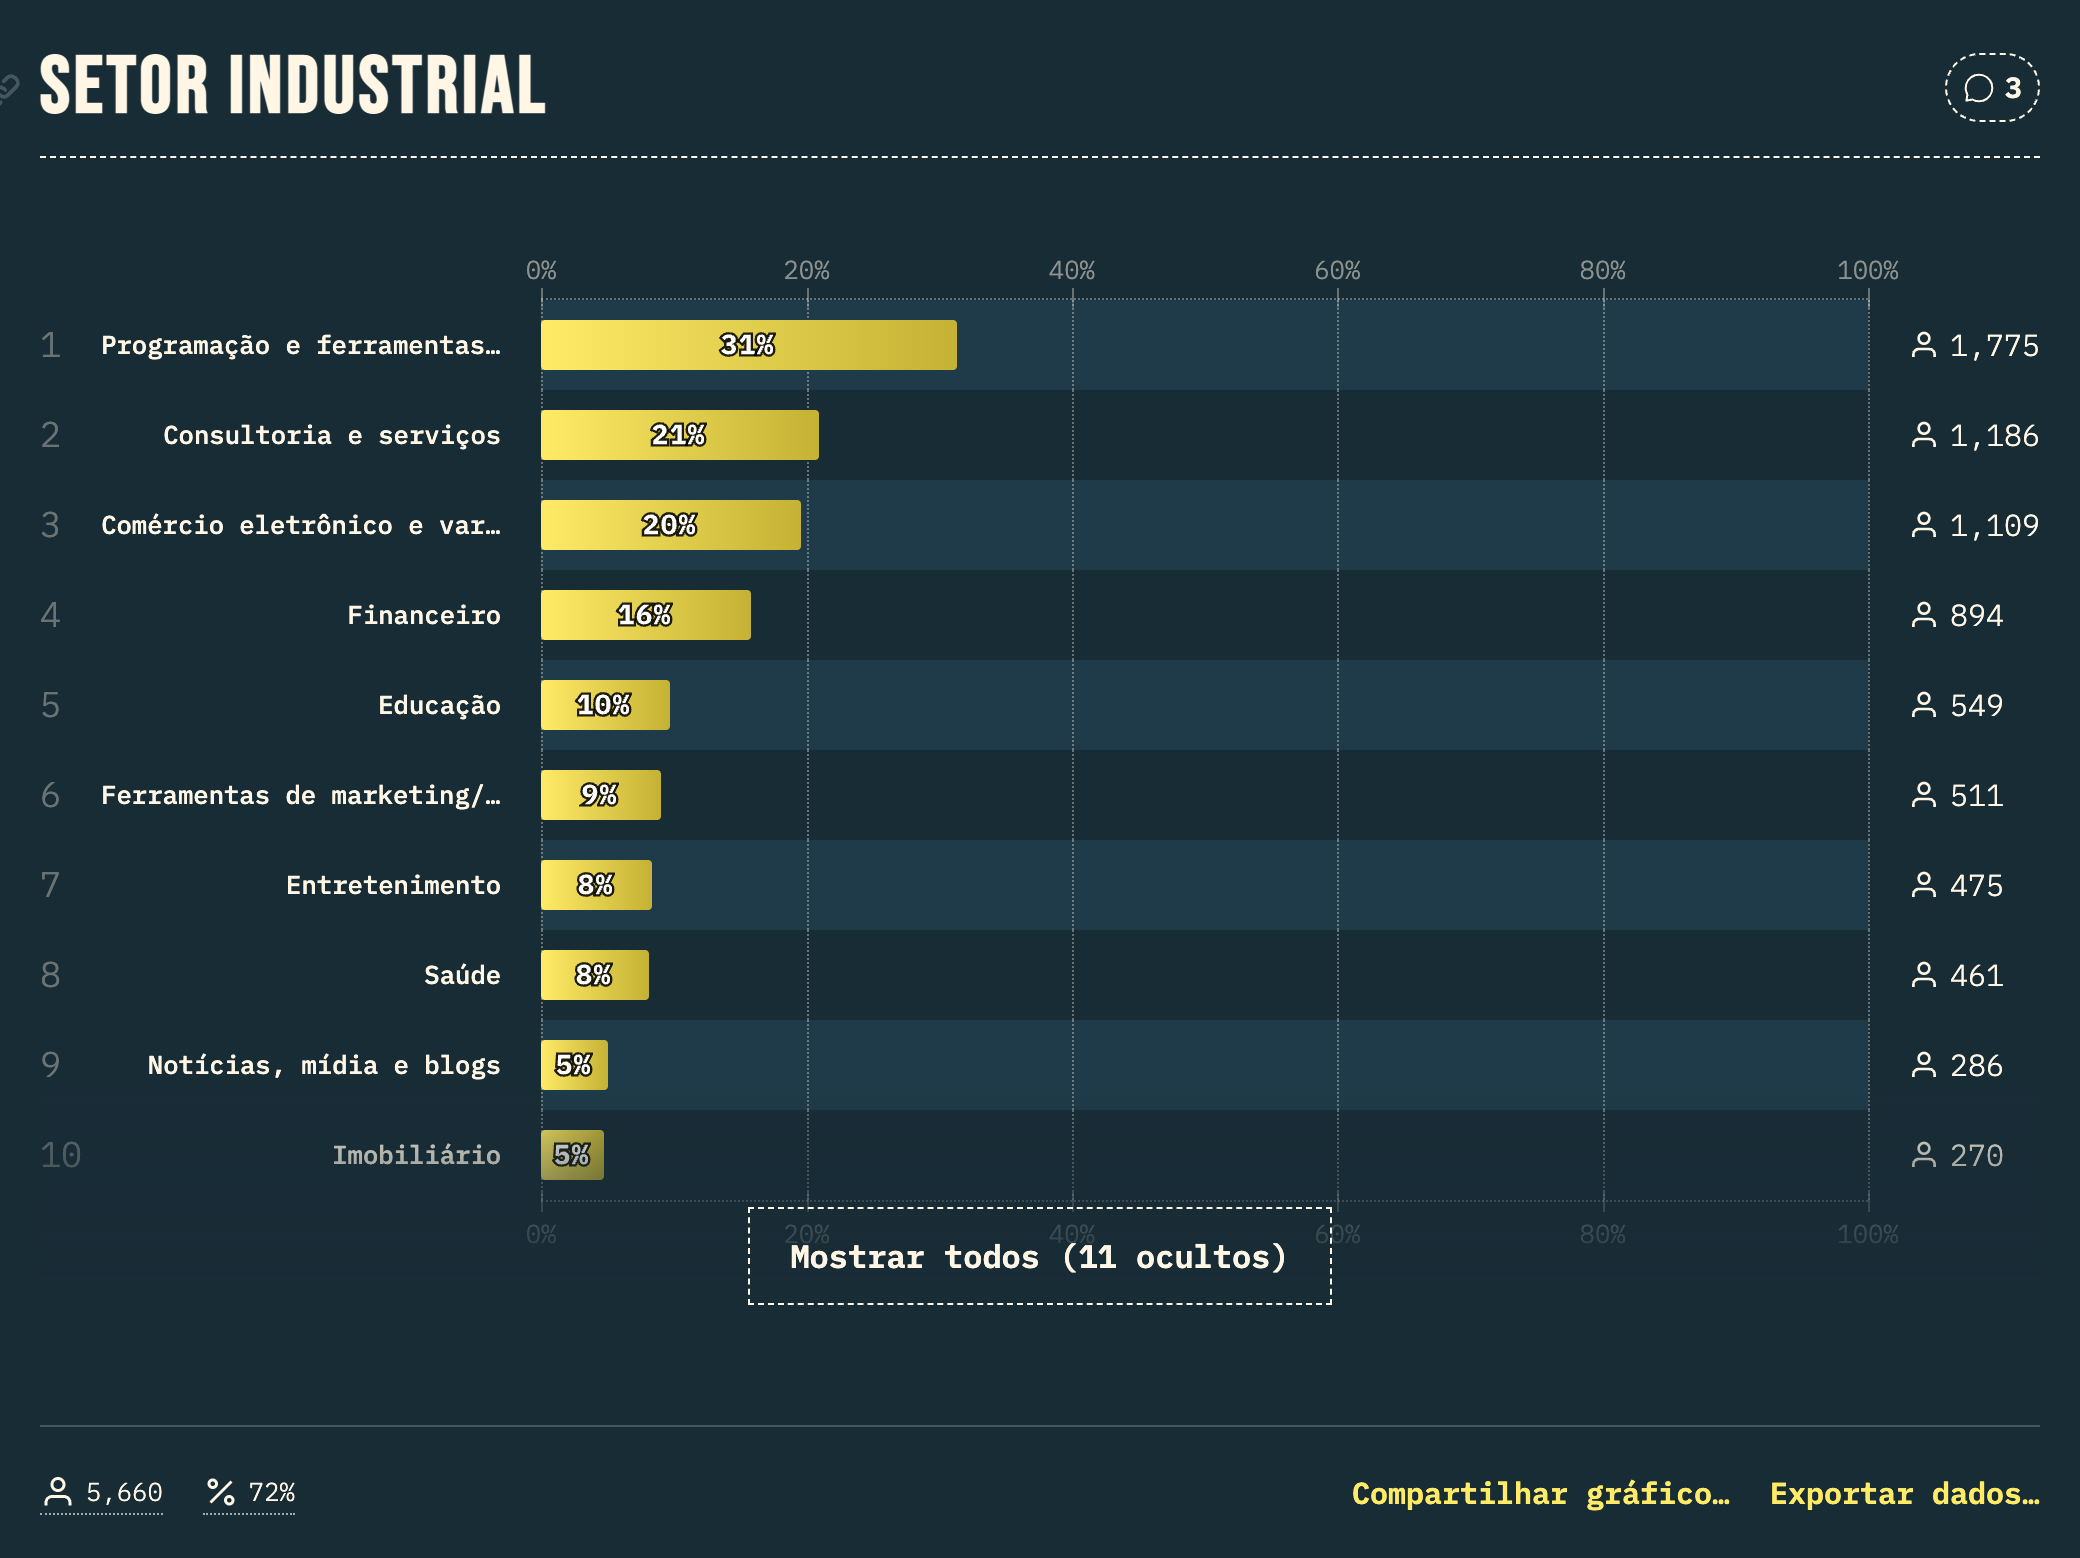 SETOR INDUSTRIAL
3
0% 20% 40% 60% 80% 100%
1 Programação e ferramentas… 31% 1,775
2 Consultoria e serviços 21% 1,186
3 Comércio eletrônico e var… 20% 1,109
4 Financeiro 16% 894
5 Educação 10% 549
6 Ferramentas de marketing/… 9% 511
7 Entretenimento 8% 475
8 Saúde 8% 461
9 Notícias, mídia e blogs 5% 286
10 Imobiliário 5% 270
0% 20% 40% 60% 80% 100%
Mostrar todos (11 ocultos)
5,660 % 72% Compartilhar gráfico… Exportar dados…